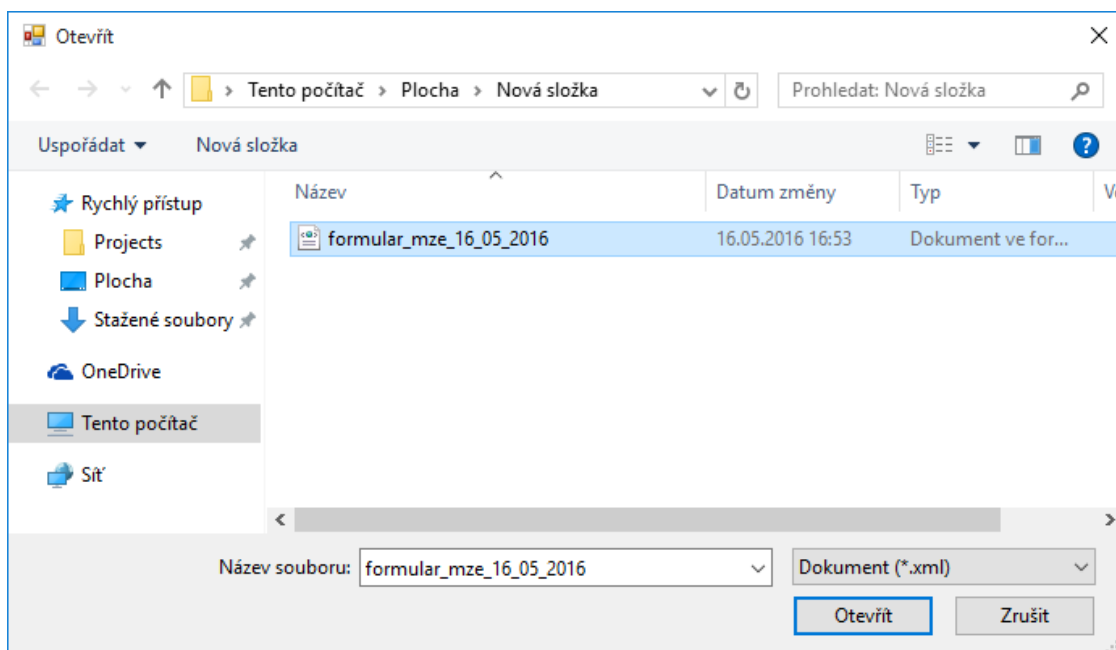 Otevřít
Tento počítač › Plocha › Nová složka
Prohledat: Nová složka
Uspořádat
Nová složka
Název
Datum změny
Typ
formular_mze_16_05_2016
16.05.2016 16:53
Dokument ve for...
Rychlý přístup
Projects
Plocha
Stažené soubory
OneDrive
Tento počítač
Síť
Název souboru:
formular_mze_16_05_2016
Dokument (*.xml)
Otevřít
Zrušit